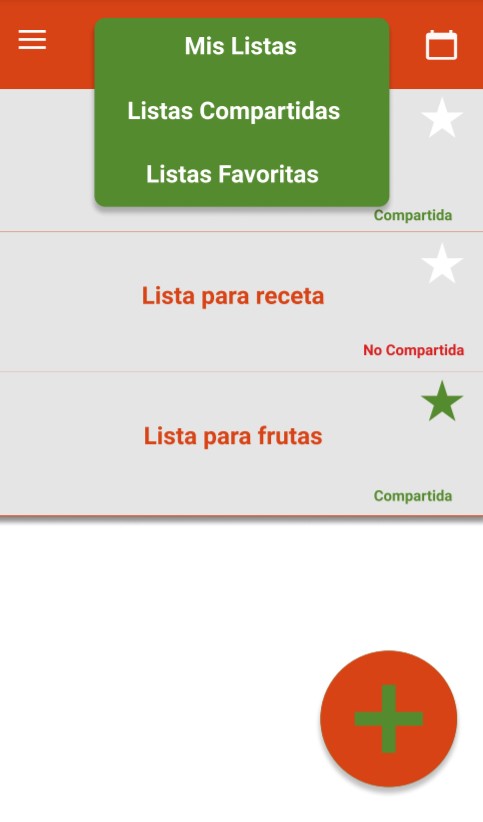 Mis Listas
Listas Compartidas
Listas Favoritas
Compartida
Lista para receta
No Compartida
Lista para frutas
Compartida